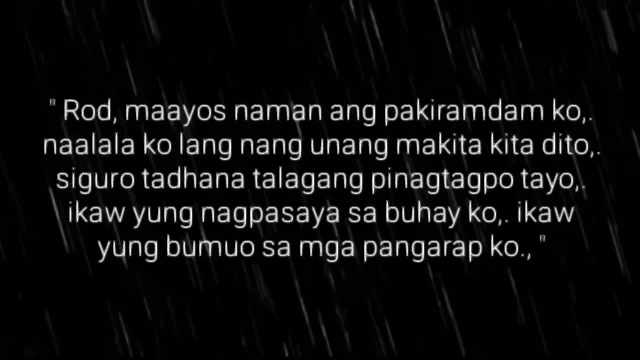 " Rod, maayos naman ang pakiramdam ko,.
naalala ko lang nang unang makita kita dito,.
siguro tadhana talagang pinagtagpo tayo,.
ikaw yung nagpasaya sa buhay ko,. ikaw
yung bumuo sa mga pangarap ko., "